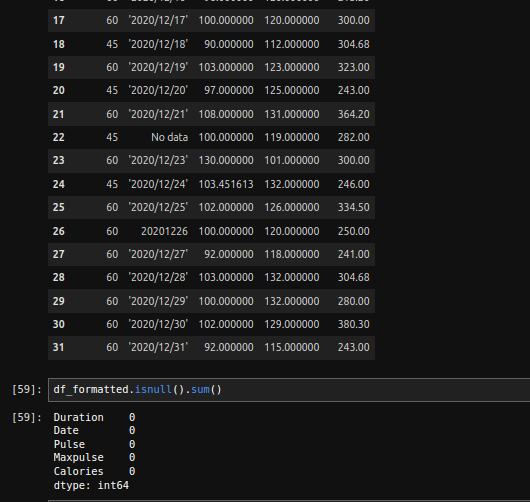 17 60 '2020/12/17' 100.000000 120.000000 300.00
18 45 '2020/12/18' 90.000000 112.000000 304.68
19 60 '2020/12/19' 103.000000 123.000000 323.00
20 45 '2020/12/20' 97.000000 125.000000 243.00
21 60 '2020/12/21' 108.000000 131.000000 364.20
22 45 No data 100.000000 119.000000 282.00
23 60 '2020/12/23' 130.000000 101.000000 300.00
24 45 '2020/12/24' 103.451613 132.000000 246.00
25 60 '2020/12/25' 102.000000 126.000000 334.50
26 60 20201226 100.000000 120.000000 250.00
27 60 '2020/12/27' 92.000000 118.000000 241.00
28 60 '2020/12/28' 103.000000 132.000000 304.68
29 60 '2020/12/29' 100.000000 132.000000 280.00
30 60 '2020/12/30' 102.000000 129.000000 380.30
31 60 '2020/12/31' 92.000000 115.000000 243.00
[59]: df_formatted.isnull().sum()
[59]: Duration 0
Date 0
Pulse 0
Maxpulse 0
Calories 0
dtype: int64